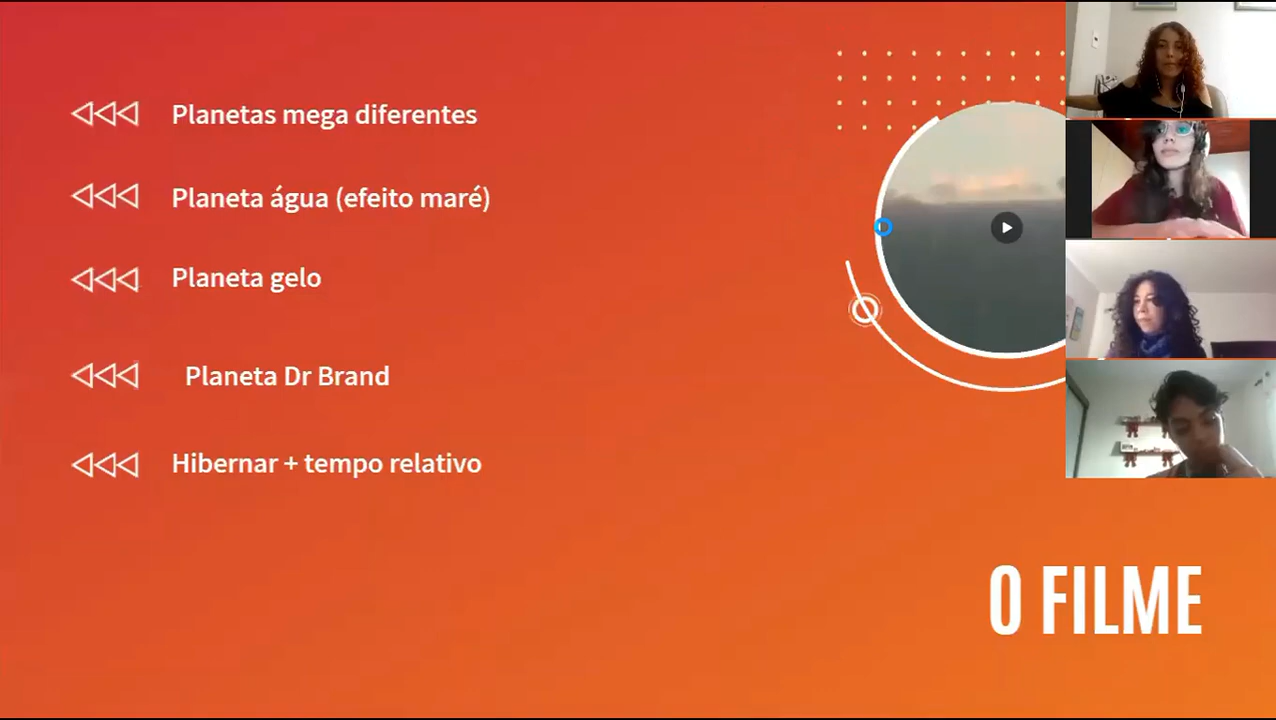 Planetas mega diferentes
Planeta água (efeito maré)
Planeta gelo
Planeta Dr Brand
Hibernar + tempo relativo
O FILME